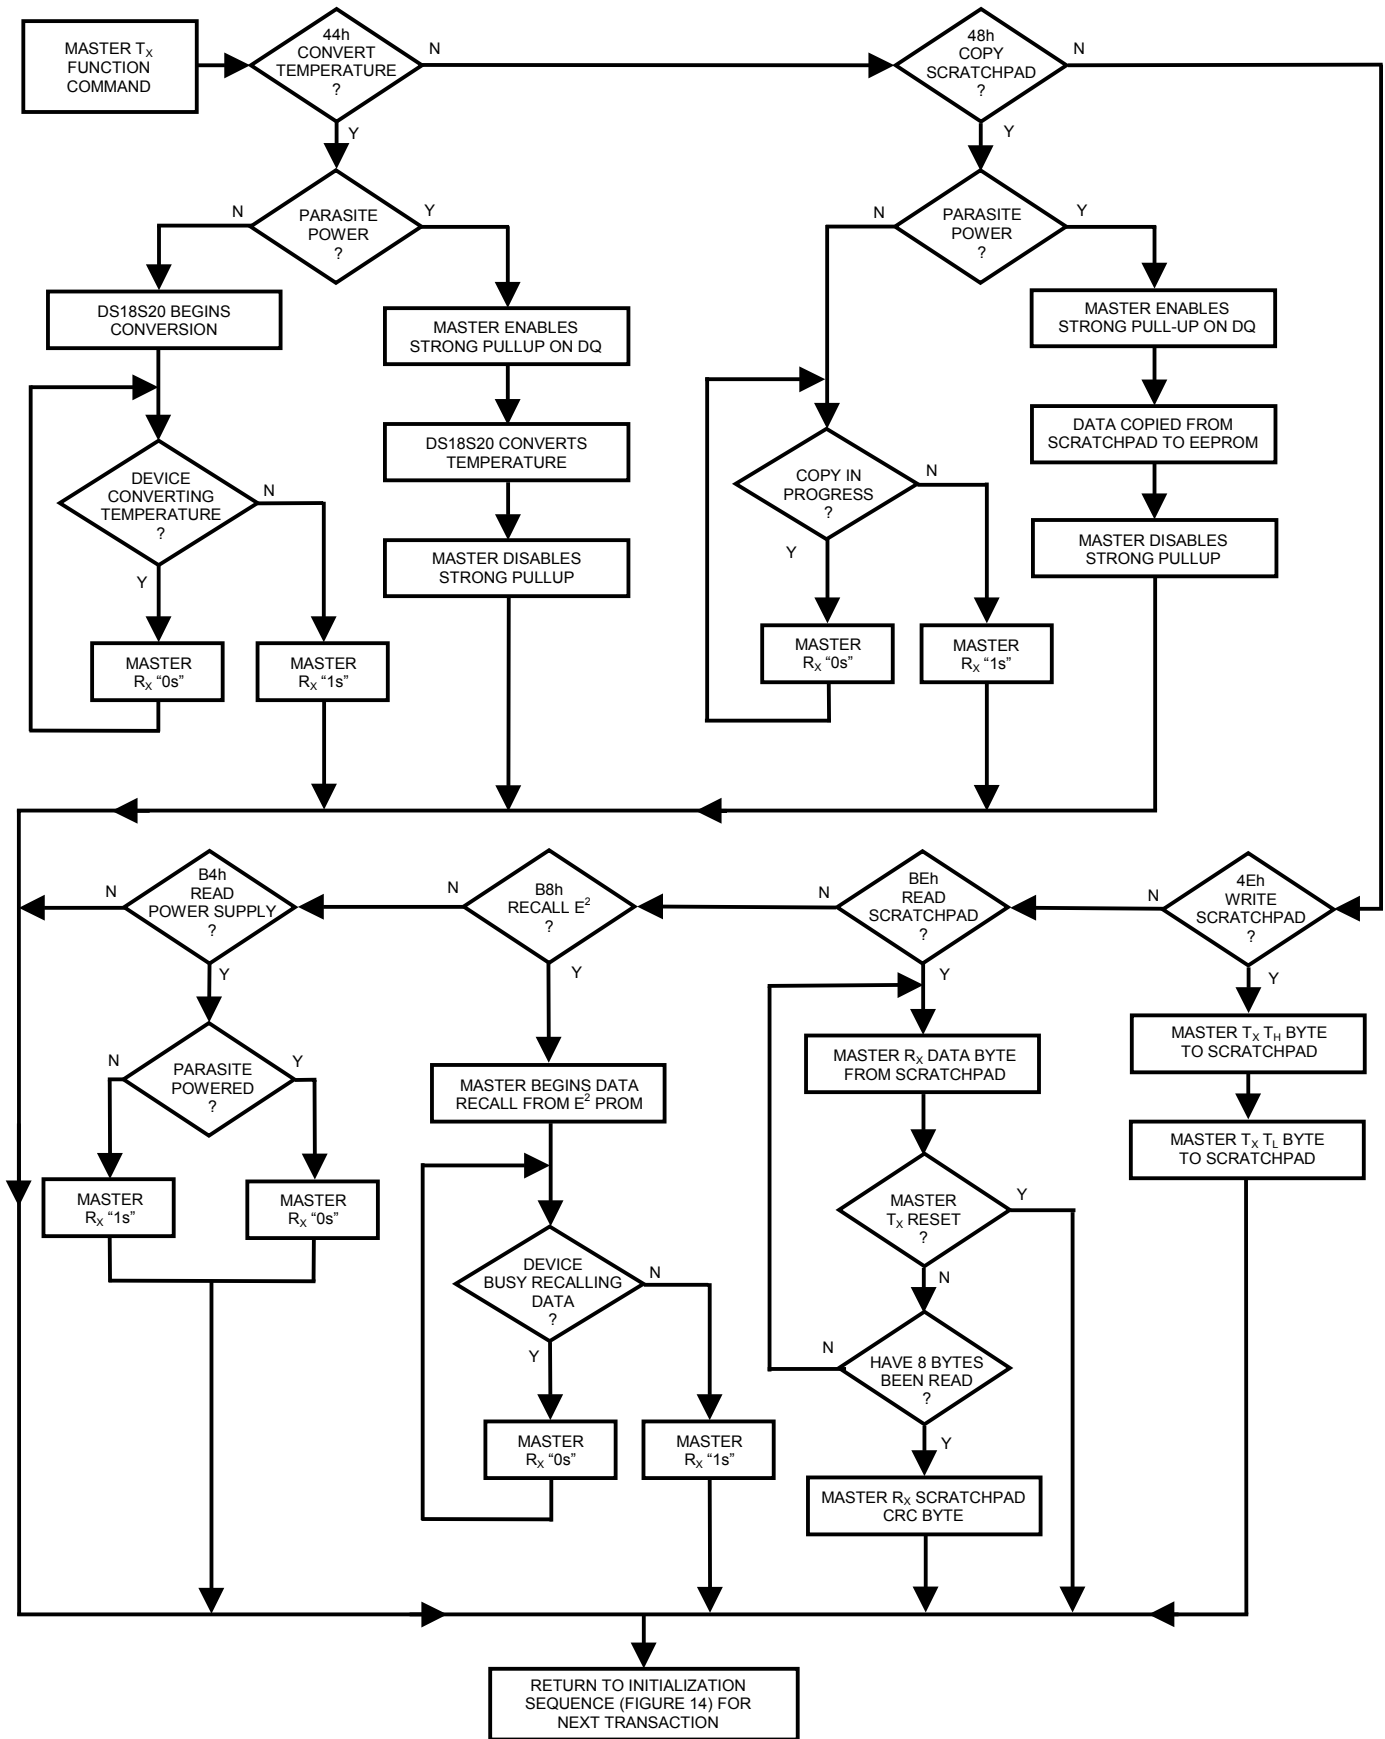 MASTER TX
FUNCTION
COMMAND
44h
CONVERT
TEMPERATURE
?
N
Y
48h
COPY
SCRATCHPAD
?
N
Y
PARASITE
POWER
?
N
Y
PARASITE
POWER
?
N
Y
DS18S20 BEGINS
CONVERSION
MASTER ENABLES
STRONG PULLUP ON DQ
MASTER ENABLES
STRONG PULL-UP ON DQ
DEVICE
CONVERTING
TEMPERATURE
?
N
Y
DS18S20 CONVERTS
TEMPERATURE
COPY IN
PROGRESS
?
N
Y
DATA COPIED FROM
SCRATCHPAD TO EEPROM
MASTER DISABLES
STRONG PULLUP
MASTER DISABLES
STRONG PULLUP
MASTER
RX “0s”
MASTER
RX “1s”
MASTER
RX “0s”
MASTER
RX “1s”
B4h
READ
POWER SUPPLY
?
N
Y
B8h
RECALL E2
?
N
Y
BEh
READ
SCRATCHPAD
?
N
Y
4Eh
WRITE
SCRATCHPAD
?
N
Y
PARASITE
POWERED
?
N
Y
MASTER
RX “1s”
MASTER
RX “0s”
MASTER BEGINS DATA
RECALL FROM E2 PROM
DEVICE
BUSY RECALLING
DATA
?
N
Y
MASTER
RX “0s”
MASTER
RX “1s”
MASTER RX DATA BYTE
FROM SCRATCHPAD
MASTER
TX RESET
?
Y
N
HAVE 8 BYTES
BEEN READ
?
N
Y
MASTER RX SCRATCHPAD
CRC BYTE
MASTER TX TH BYTE
TO SCRATCHPAD
MASTER TX TL BYTE
TO SCRATCHPAD
RETURN TO INITIALIZATION
SEQUENCE (FIGURE 14) FOR
NEXT TRANSACTION